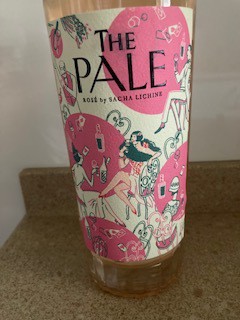 THE
PALE
ROSÉ by SACHA LICHINE